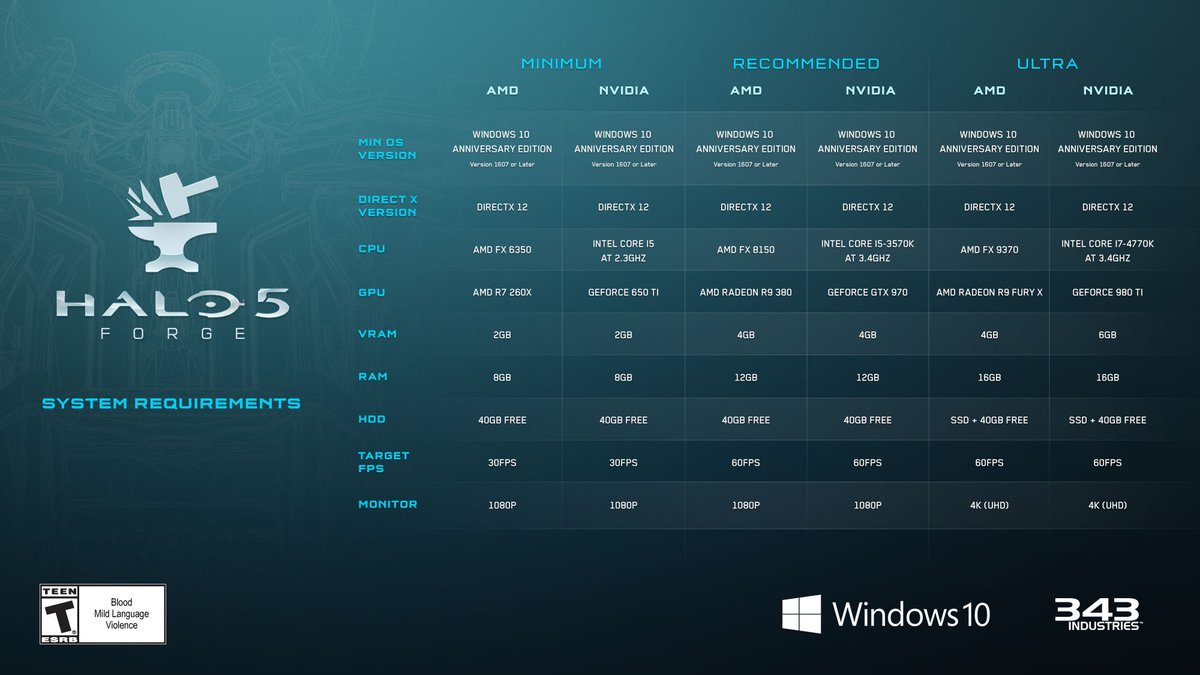 MINIMUM RECOMMENDED ULTRA
AMD NVIDIA AMD NVIDIA AMD NVIDIA
MIN OS
VERSION
WINDOWS 10
ANNIVERSARY EDITION
Version 1607 or Later
WINDOWS 10
ANNIVERSARY EDITION
Version 1607 or Later
WINDOWS 10
ANNIVERSARY EDITION
Version 1607 or Later
WINDOWS 10
ANNIVERSARY EDITION
Version 1607 or Later
WINDOWS 10
ANNIVERSARY EDITION
Version 1607 or Later
WINDOWS 10
ANNIVERSARY EDITION
Version 1607 or Later
DIRECT X
VERSION
DIRECTX 12 DIRECTX 12 DIRECTX 12 DIRECTX 12 DIRECTX 12 DIRECTX 12
CPU
AMD FX 6350
INTEL CORE I5
AT 2.3GHZ
AMD FX 8150
INTEL CORE I5-3570K
AT 3.4GHZ
AMD FX 9370
INTEL CORE I7-4770K
AT 3.4GHZ
GPU AMD R7 260X GEFORCE 650 TI AMD RADEON R9 380 GEFORCE GTX 970 AMD RADEON R9 FURY X GEFORCE 980 TI
VRAM 2GB 2GB 4GB 4GB 4GB 6GB
RAM 8GB 8GB 12GB 12GB 16GB 16GB
HDD 40GB FREE 40GB FREE 40GB FREE 40GB FREE SSD + 40GB FREE SSD + 40GB FREE
TARGET
FPS
30FPS 30FPS 60FPS 60FPS 60FPS 60FPS
MONITOR 1080P 1080P 1080P 1080P 4K (UHD) 4K (UHD)
HALO 5
FORGE
SYSTEM REQUIREMENTS
TEEN
T
ESRB
Blood
Mild Language
Violence
Windows 10
343
INDUSTRIES™